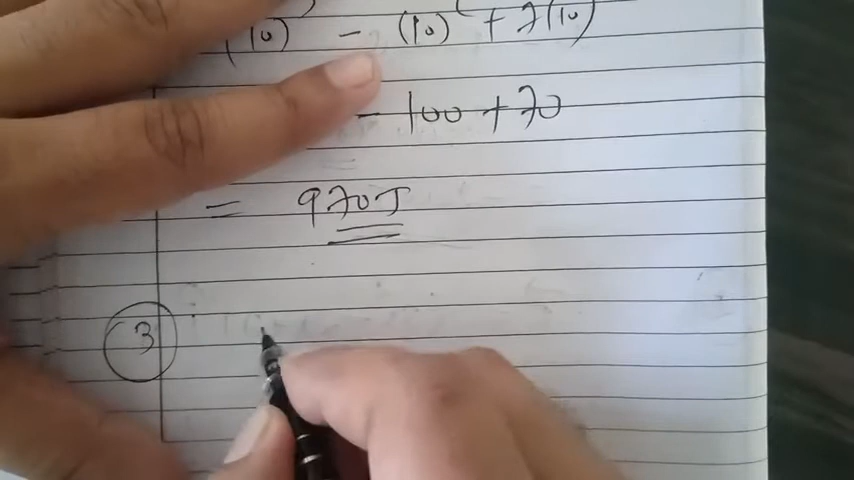 (10) - (10) + 7(10)
- 100 + 70
= 970J
3